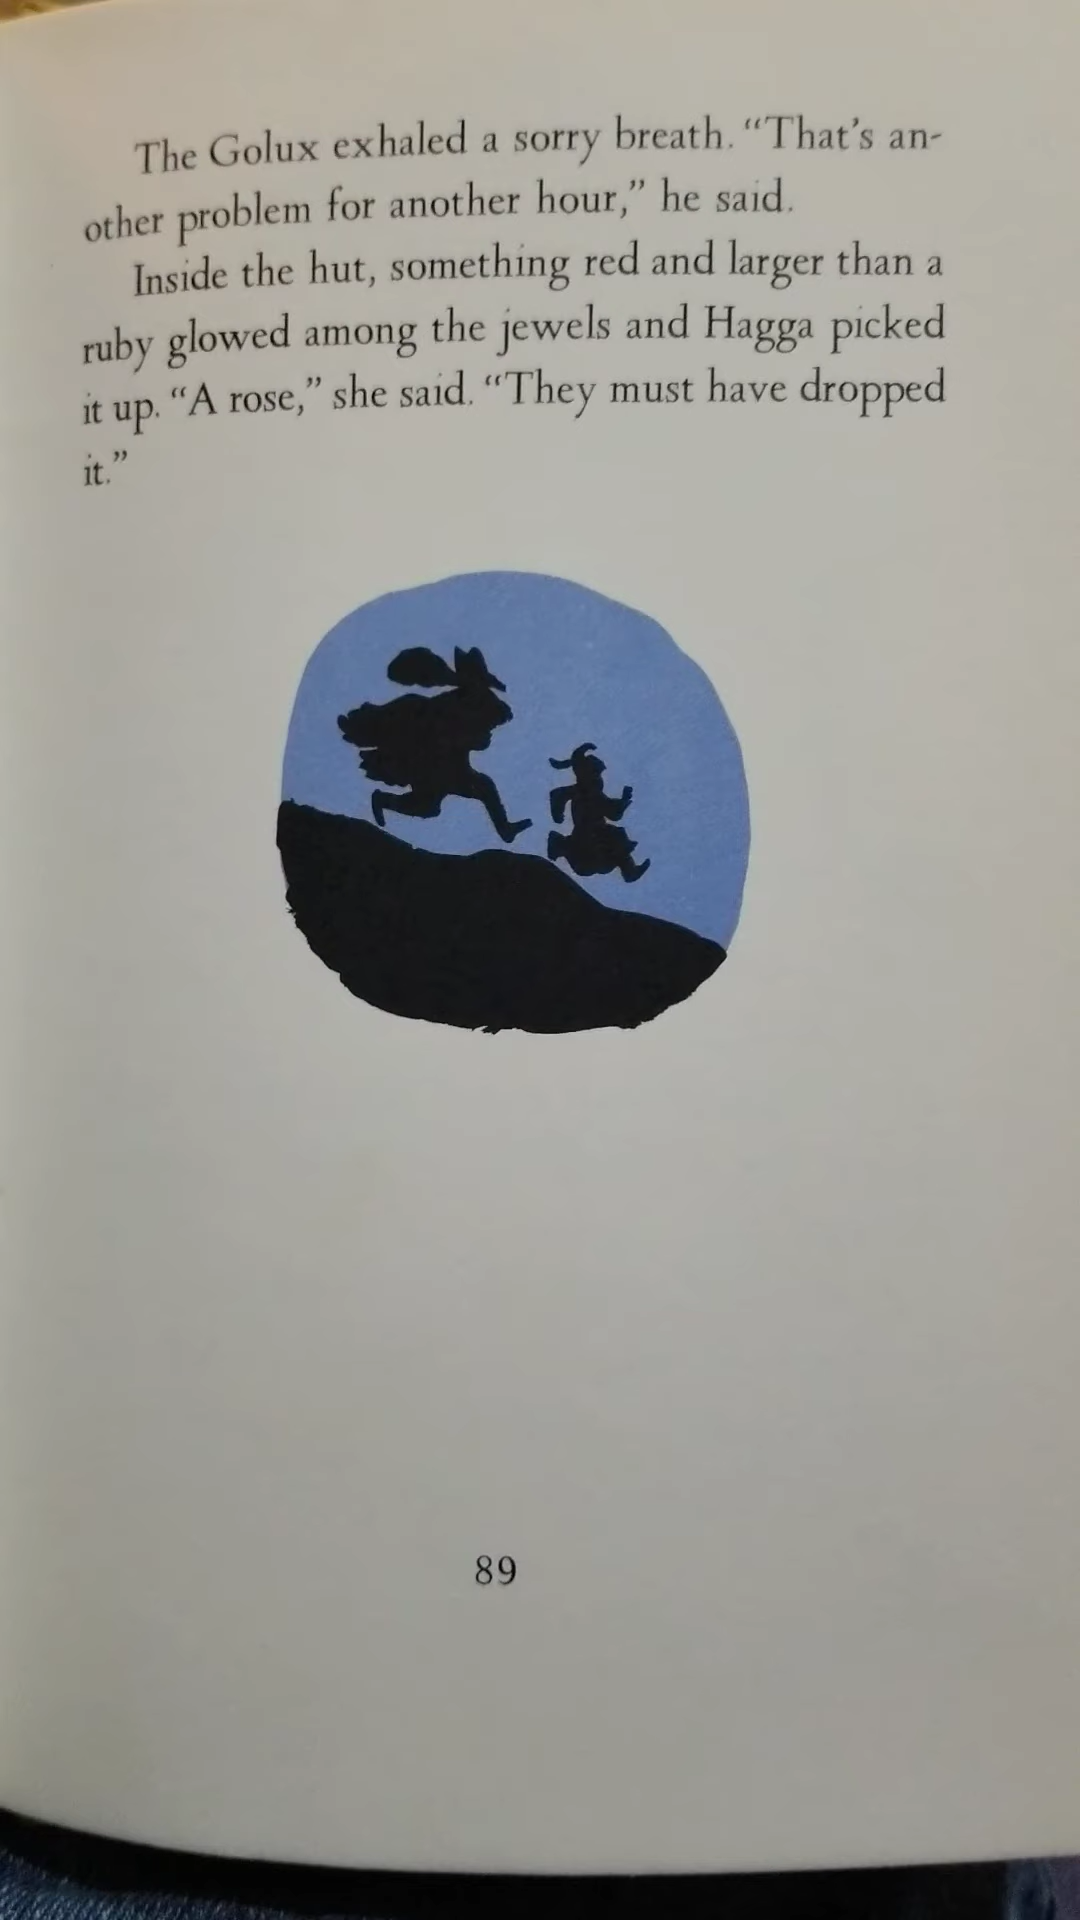 The Golux exhaled a sorry breath. “That’s an-
other problem for another hour,” he said.
Inside the hut, something red and larger than a
ruby glowed among the jewels and Hagga picked
it up. “A rose,” she said. “They must have dropped
it.”
89